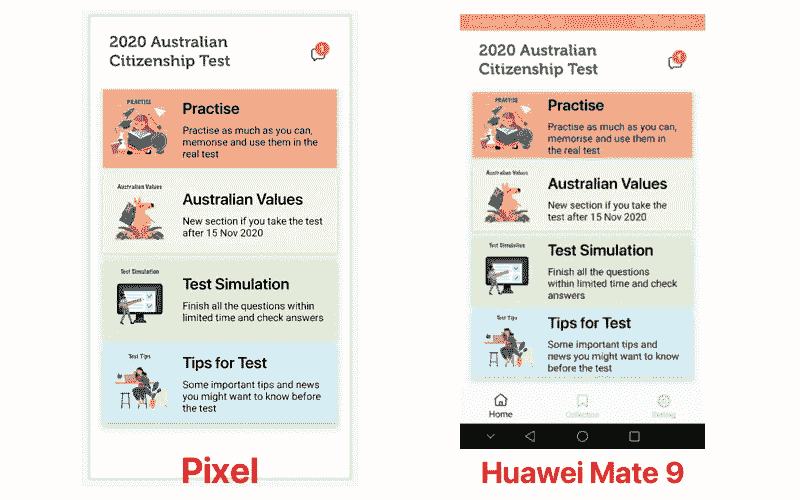 2020 Australian
Citizenship Test
1
PRACTISE
Practise
Practise as much as you can,
memorise and use them in the
real test
Australian Values
Australian Values
New section if you take the
test after 15 Nov 2020
Test Simulation
Test Simulation
Finish all the questions within
limited time and check answers
Test Tips
Tips for Test
Some important tips and news
you might want to know before
the test
Pixel
2020 Australian
Citizenship Test
1
PRACTISE
Practise
Practise as much as you can,
memorise and use them in
the real test
Australian Values
Australian Values
New section if you take the
test after 15 Nov 2020
Test Simulation
Test Simulation
Finish all the questions
within limited time and check
answers
Test Tips
Tips for Test
Some important tips and
news you might want to know
before the test
Home
Collection
Setting
Huawei Mate 9